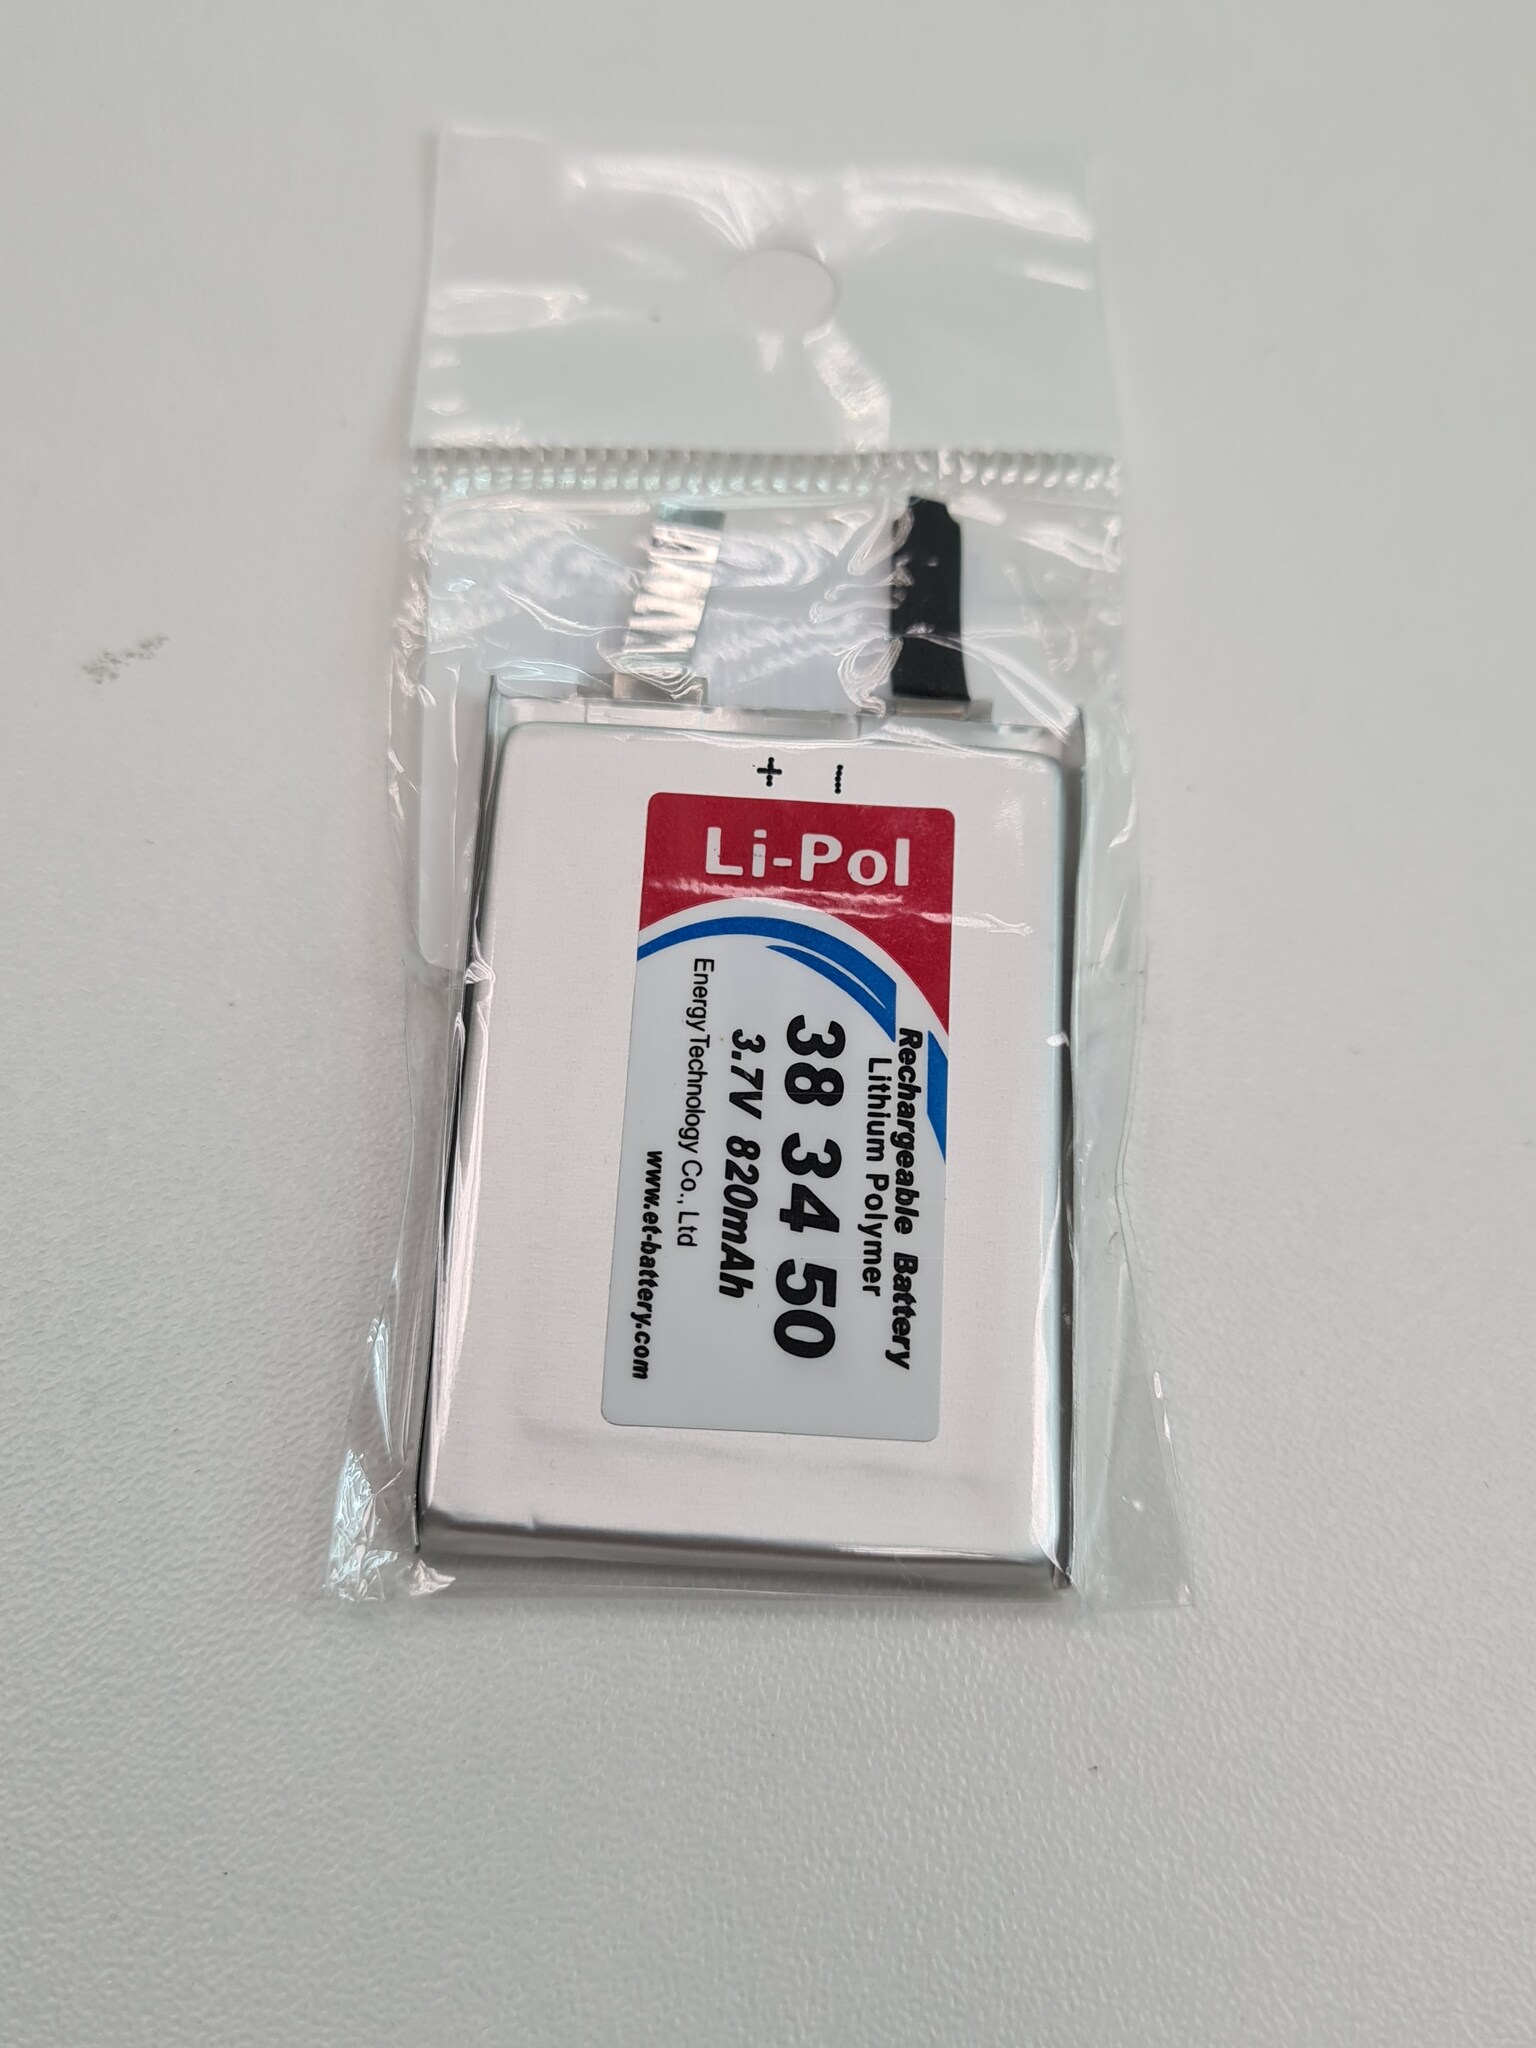 + -
Li-Pol
Rechargeable Battery
Lithium Polymer
38 34 50
3.7V 820mAh
Energy Technology Co., Ltd
www.et-battery.com